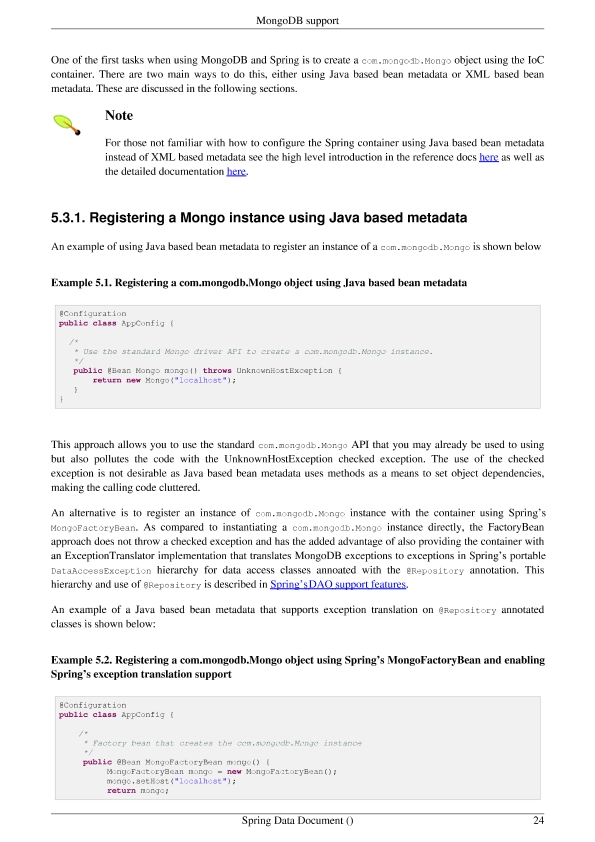 MongoDB support
One of the first tasks when using MongoDB and Spring is to create a com.mongodb.Mongo object using the IoC
container. There are two main ways to do this, either using Java based bean metadata or XML based bean
metadata. These are discussed in the following sections.
Note
For those not familiar with how to configure the Spring container using Java based bean metadata
instead of XML based metadata see the high level introduction in the reference docs here as well as
the detailed documentation here.
5.3.1. Registering a Mongo instance using Java based metadata
An example of using Java based bean metadata to register an instance of a com.mongodb.Mongo is shown below
Example 5.1. Registering a com.mongodb.Mongo object using Java based bean metadata
@Configuration
public class AppConfig {
/*
* Use the standard Mongo driver API to create a com.mongodb.Mongo instance.
*/
public @Bean Mongo mongo() throws UnknownHostException {
return new Mongo("localhost");
}
}
This approach allows you to use the standard com.mongodb.Mongo API that you may already be used to using
but also pollutes the code with the UnknownHostException checked exception. The use of the checked
exception is not desirable as Java based bean metadata uses methods as a means to set object dependencies,
making the calling code cluttered.
An alternative is to register an instance of com.mongodb.Mongo instance with the container using Spring's
MongoFactoryBean. As compared to instantiating a com.mongodb.Mongo instance directly, the FactoryBean
approach does not throw a checked exception and has the added advantage of also providing the container with
an ExceptionTranslator implementation that translates MongoDB exceptions to exceptions in Spring's portable
DataAccessException hierarchy for data access classes annoated with the @Repository annotation. This
hierarchy and use of @Repository is described in Spring's DAO support features.
An example of a Java based bean metadata that supports exception translation on @Repository annotated
classes is shown below:
Example 5.2. Registering a com.mongodb.Mongo object using Spring's MongoFactoryBean and enabling
Spring's exception translation support
@Configuration
public class AppConfig {
/*
* Factory bean that creates the com.mongodb.Mongo instance
*/
public @Bean MongoFactoryBean mongo() {
MongoFactoryBean mongo = new MongoFactoryBean();
mongo.setHost("localhost");
return mongo;
Spring Data Document () 24